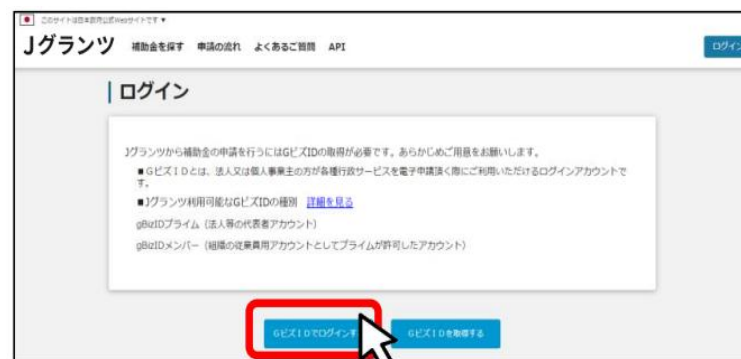 このサイトは日本政府公式Webサイトです ▼
Jグランツ 補助金を探す 申請の流れ よくあるご質問 API
ログイン
ログイン
Jグランツから補助金の申請を行うにはGビズIDの取得が必要です。あらかじめご用意をお願いします。
■GビズIDとは、法人又は個人事業主の方が各種行政サービスを電子申請頂く際にご利用いただけるログインアカウントで
す。
■Jグランツ利用可能なGビズIDの種別 詳細を見る
gBizIDプライム（法人等の代表者アカウント）
gBizIDメンバー（組織の従業員用アカウントとしてプライムが許可したアカウント）
GビズIDでログインす GビズIDを取得する